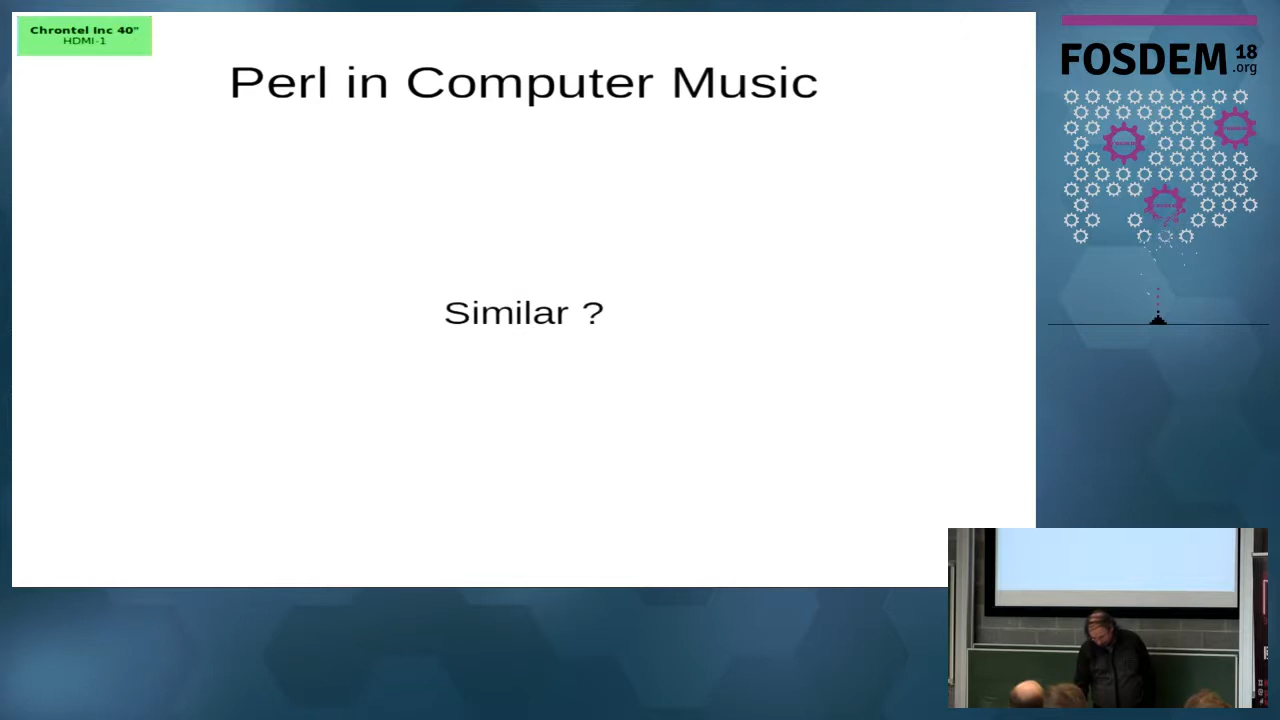 Chrontel Inc 40"
HDMI-1
Perl in Computer Music
Similar ?
FOSDEM 18
.org